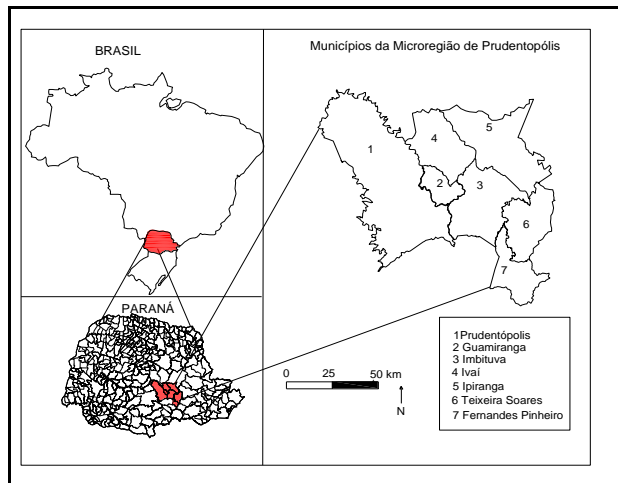 BRASIL
Municípios da Microregião de Prudentopólis
1
4
5
2
3
6
7
PARANÁ
1Prudentópolis
2 Guamiranga
3 Imbituva
4 Ivaí
5 Ipiranga
6 Teixeira Soares
7 Fernandes Pinheiro
0 25 50 km
N